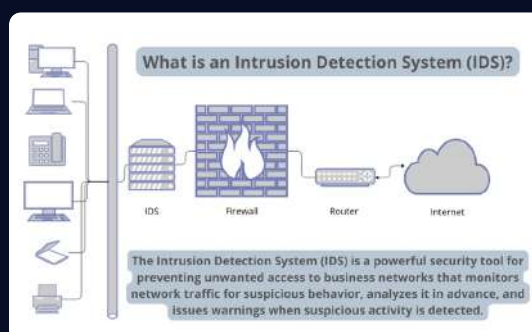 What is an Intrusion Detection System (IDS)?
IDS
Firewall
Router
Internet
The Intrusion Detection System (IDS) is a powerful security tool for
preventing unwanted access to business networks that monitors
network traffic for suspicious behavior, analyzes it in advance, and
issues warnings when suspicious activity is detected.